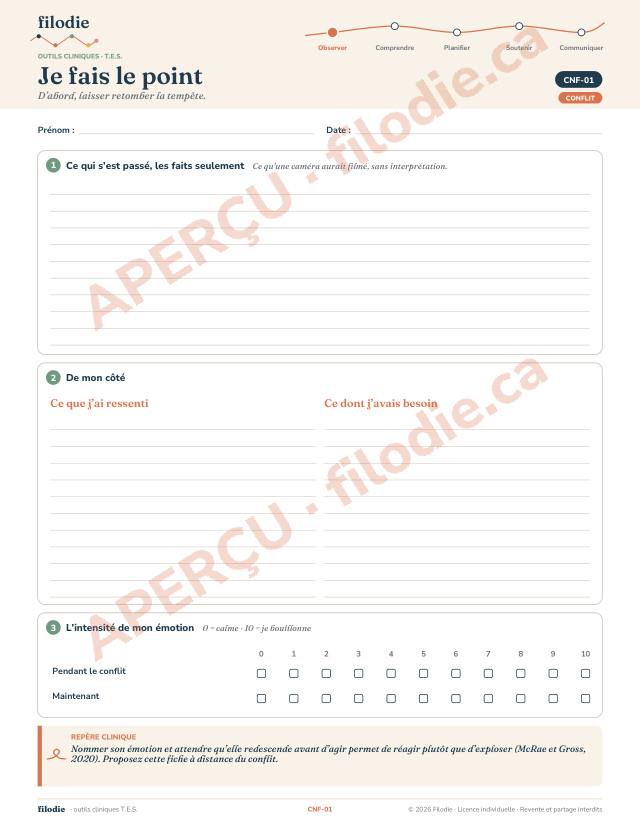 filodie
OUTILS CLINIQUES · T.E.S.
Observer Comprendre Planifier Soutenir Communiquer
Je fais le point
D'abord, laisser retomber la tempête.
CNF-01
CONFLIT
Prénom : Date :
1 Ce qui s'est passé, les faits seulement Ce qu'une caméra aurait filmé, sans interprétation.
APERÇU · filodie.ca
2 De mon côté
Ce que j'ai ressenti Ce dont j'avais besoin
APERÇU · filodie.ca
3 L'intensité de mon émotion 0 = calme · 10 = je bouillonne
0 1 2 3 4 5 6 7 8 9 10
Pendant le conflit
Maintenant
REPÈRE CLINIQUE
Nommer son émotion et attendre qu'elle redescende avant d'agir permet de réagir plutôt que d'exploser (McRae et Gross,
2020). Proposez cette fiche à distance du conflit.
filodie · outils cliniques T.E.S. CNF-01 © 2026 Filodie · Licence individuelle · Revente et partage interdits